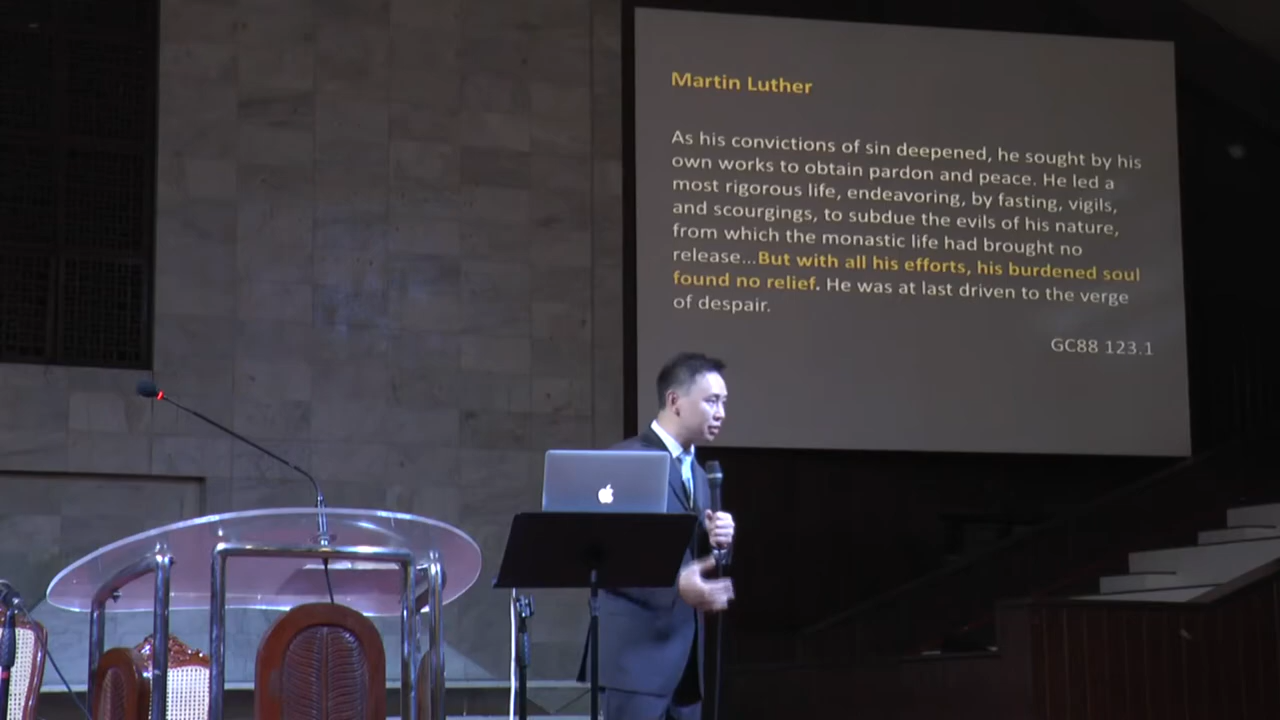 Martin Luther
As his convictions of sin deepened, he sought by his
own works to obtain pardon and peace. He led a
most rigorous life, endeavoring, by fasting, vigils,
and scourgings, to subdue the evils of his nature,
from which the monastic life had brought no
release...But with all his efforts, his burdened soul
found no relief. He was at last driven to the verge
of despair.
GC88 123.1